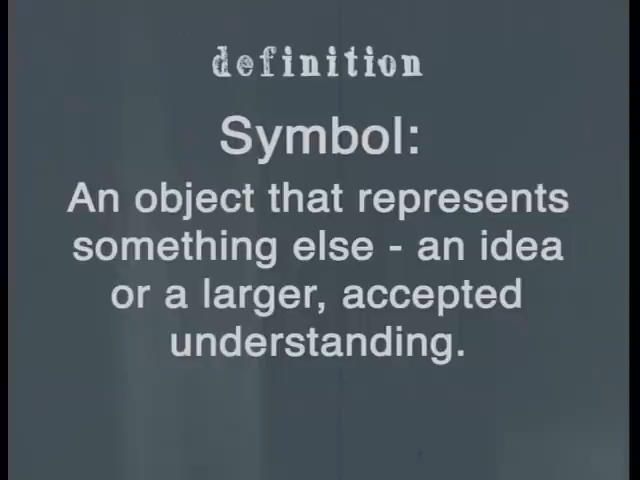 definition
Symbol:
An object that represents
something else - an idea
or a larger, accepted
understanding.